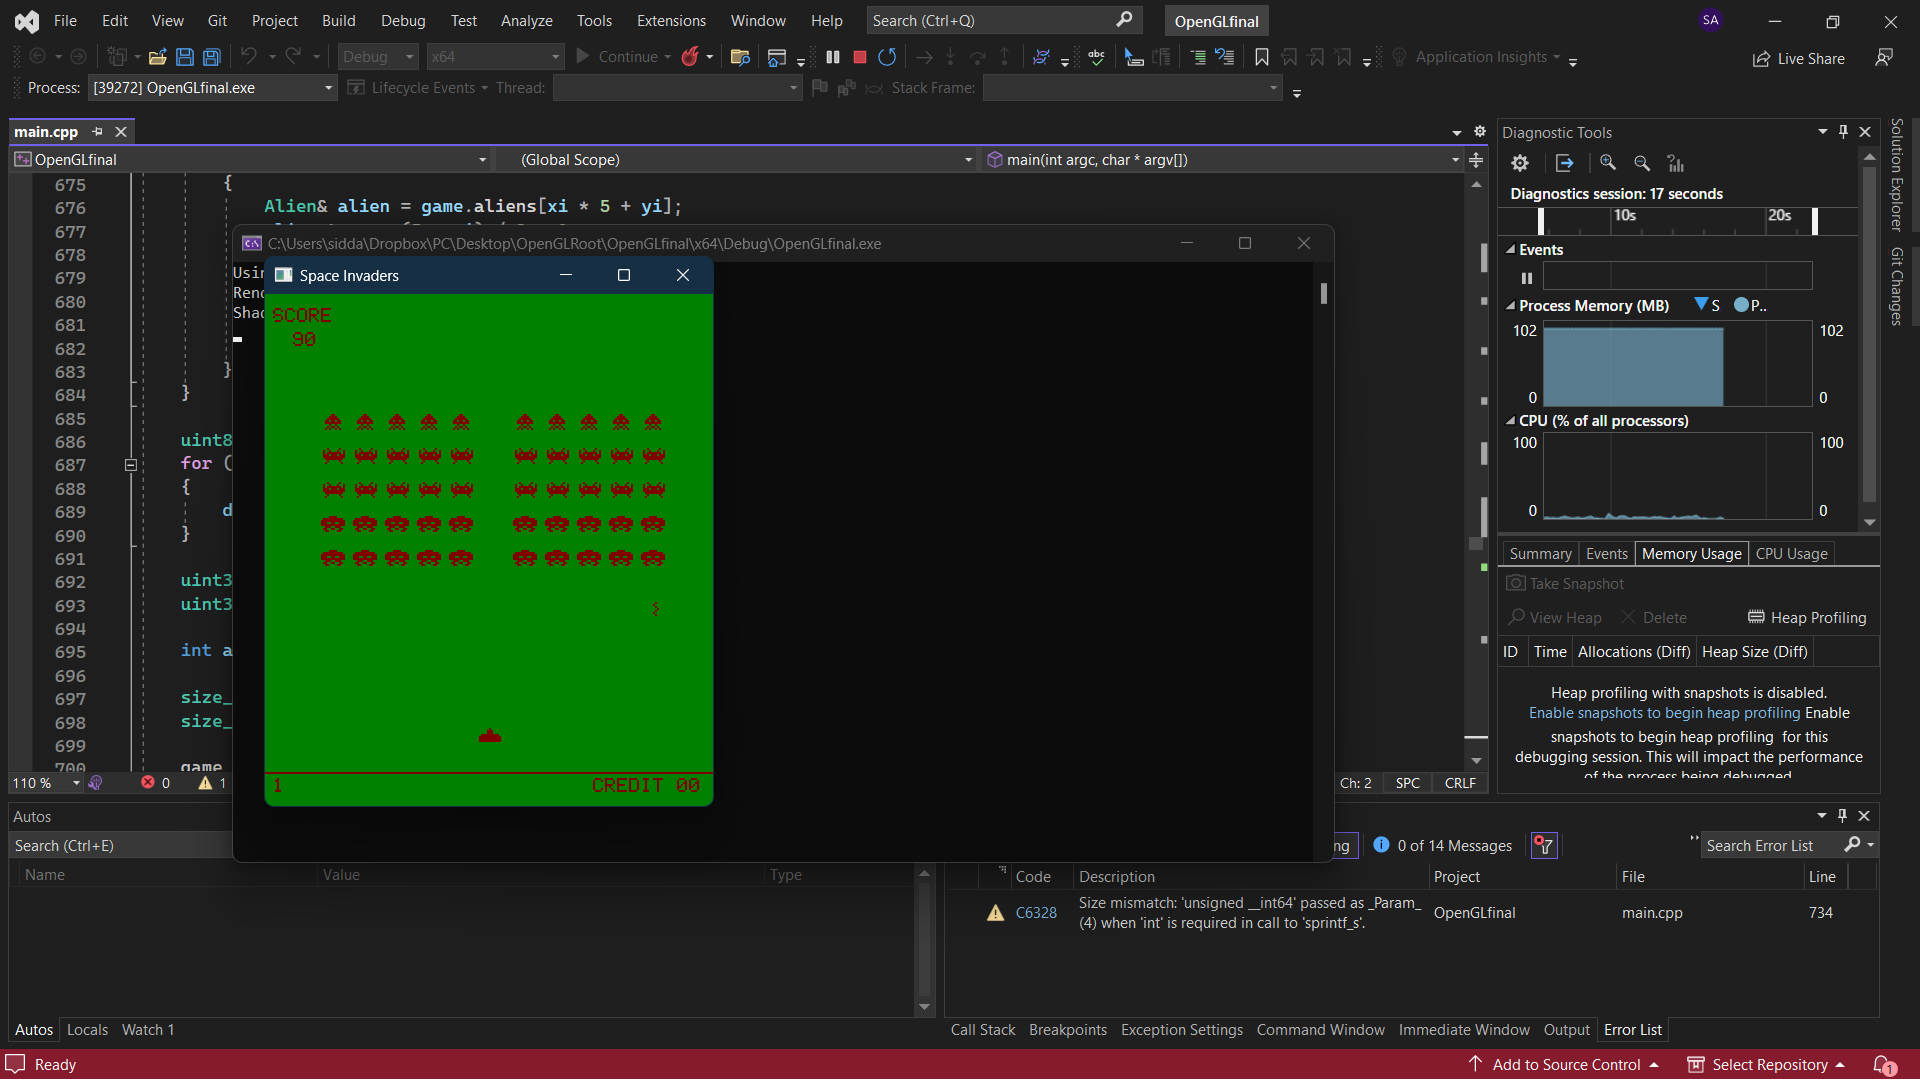 File Edit View Git Project Build Debug Test Analyze Tools Extensions Window Help Search (Ctrl+Q) OpenGLfinal SA
Debug x64 Continue abc Application Insights Live Share
Process: [39272] OpenGLfinal.exe Lifecycle Events Thread: Stack Frame:
main.cpp
OpenGLfinal (Global Scope) main(int argc, char * argv[])
675 {
676 Alien& alien = game.aliens[xi * 5 + yi];
677
678
679
680
681
682
683 }
684 }
685
686 uint8
687 for (
688 {
689 d
690 }
691
692 uint3
693 uint3
694
695 int a
696
697 size_
698 size_
699
700 game
110 % 0 1 Ch: 2 SPC CRLF
C:\Users\sidda\Dropbox\PC\Desktop\OpenGLRoot\OpenGLfinal\x64\Debug\OpenGLfinal.exe
Usin
Rend
Shad
Space Invaders
SCORE
90
1 CREDIT 00
Diagnostic Tools
Diagnostics session: 17 seconds
10s 20s
Events
Process Memory (MB) S P..
102 102
0 0
CPU (% of all processors)
100 100
0 0
Summary Events Memory Usage CPU Usage
Take Snapshot
View Heap Delete Heap Profiling
ID Time Allocations (Diff) Heap Size (Diff)
Heap profiling with snapshots is disabled.
Enable snapshots to begin heap profiling Enable
snapshots to begin heap profiling for this
debugging session. This will impact the performance
of the process being debugged
Solution Explorer
Git Changes
Autos
Search (Ctrl+E)
Name Value Type
Autos Locals Watch 1
ng 0 of 14 Messages Search Error List
Code Description Project File Line
C6328 Size mismatch: 'unsigned __int64' passed as _Param_ OpenGLfinal main.cpp 734
(4) when 'int' is required in call to 'sprintf_s'.
Call Stack Breakpoints Exception Settings Command Window Immediate Window Output Error List
Ready Add to Source Control Select Repository 1